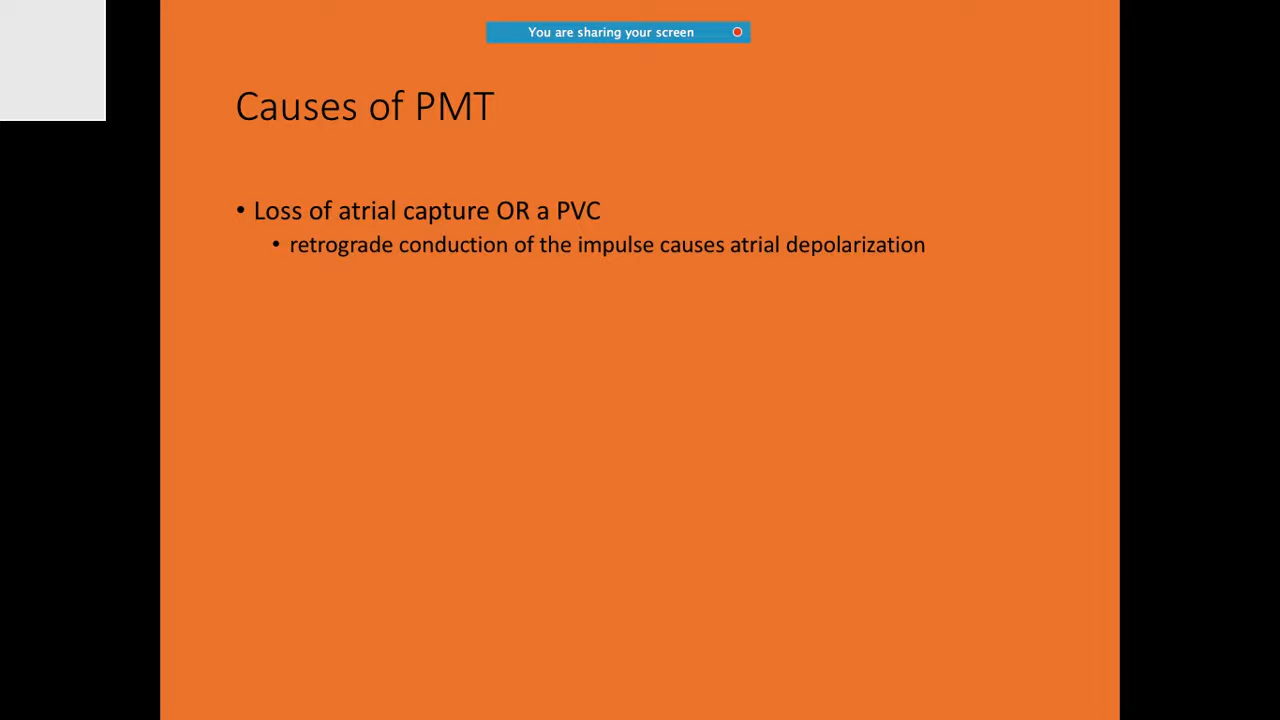 You are sharing your screen
Causes of PMT
• Loss of atrial capture OR a PVC
• retrograde conduction of the impulse causes atrial depolarization